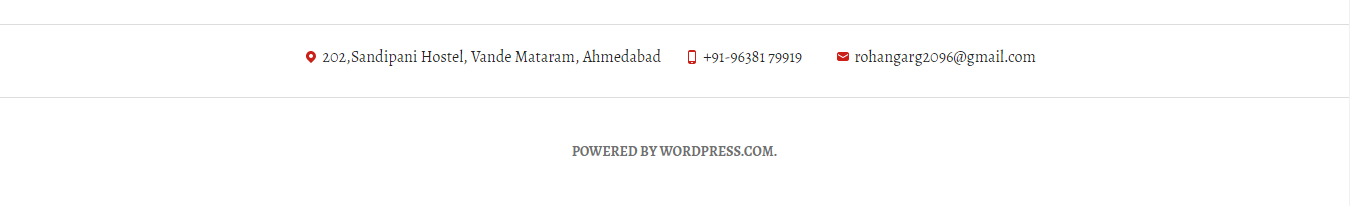 202,Sandipani Hostel, Vande Mataram, Ahmedabad +91-96381 79919 rohangarg2096@gmail.com
POWERED BY WORDPRESS.COM.